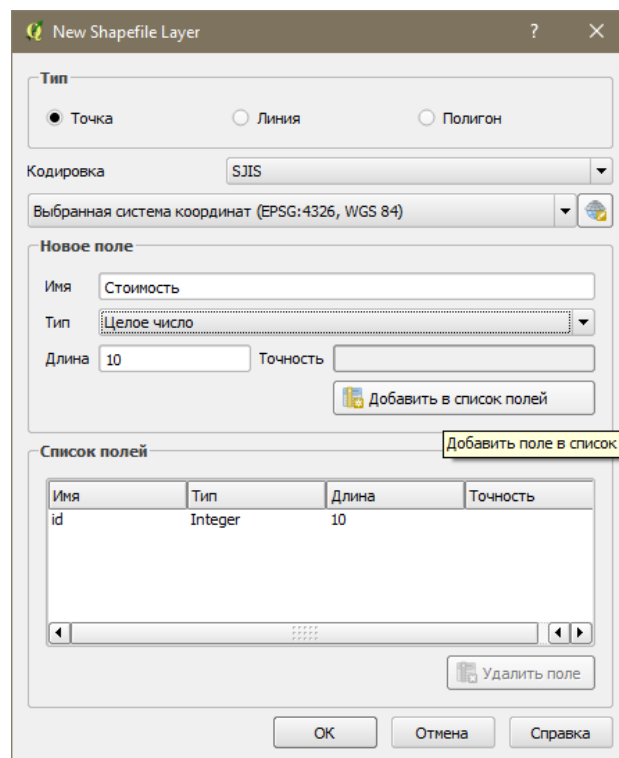 New Shapefile Layer ?
Тип
Точка Линия Полигон
Кодировка SJIS
Выбранная система координат (EPSG:4326, WGS 84)
Новое поле
Имя Стоимость
Тип Целое число
Длина 10 Точность
Добавить в список полей
Добавить поле в список
Список полей
Имя Тип Длина Точность
id Integer 10
Удалить поле
OK Отмена Справка